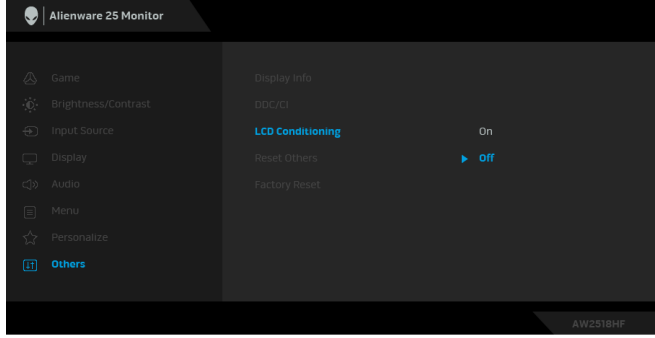 Alienware 25 Monitor
Game
Brightness/Contrast
Input Source
Display
Audio
Menu
Personalize
Others
Display Info
DDC/CI
LCD Conditioning On
Reset Others Off
Factory Reset
AW2518HF